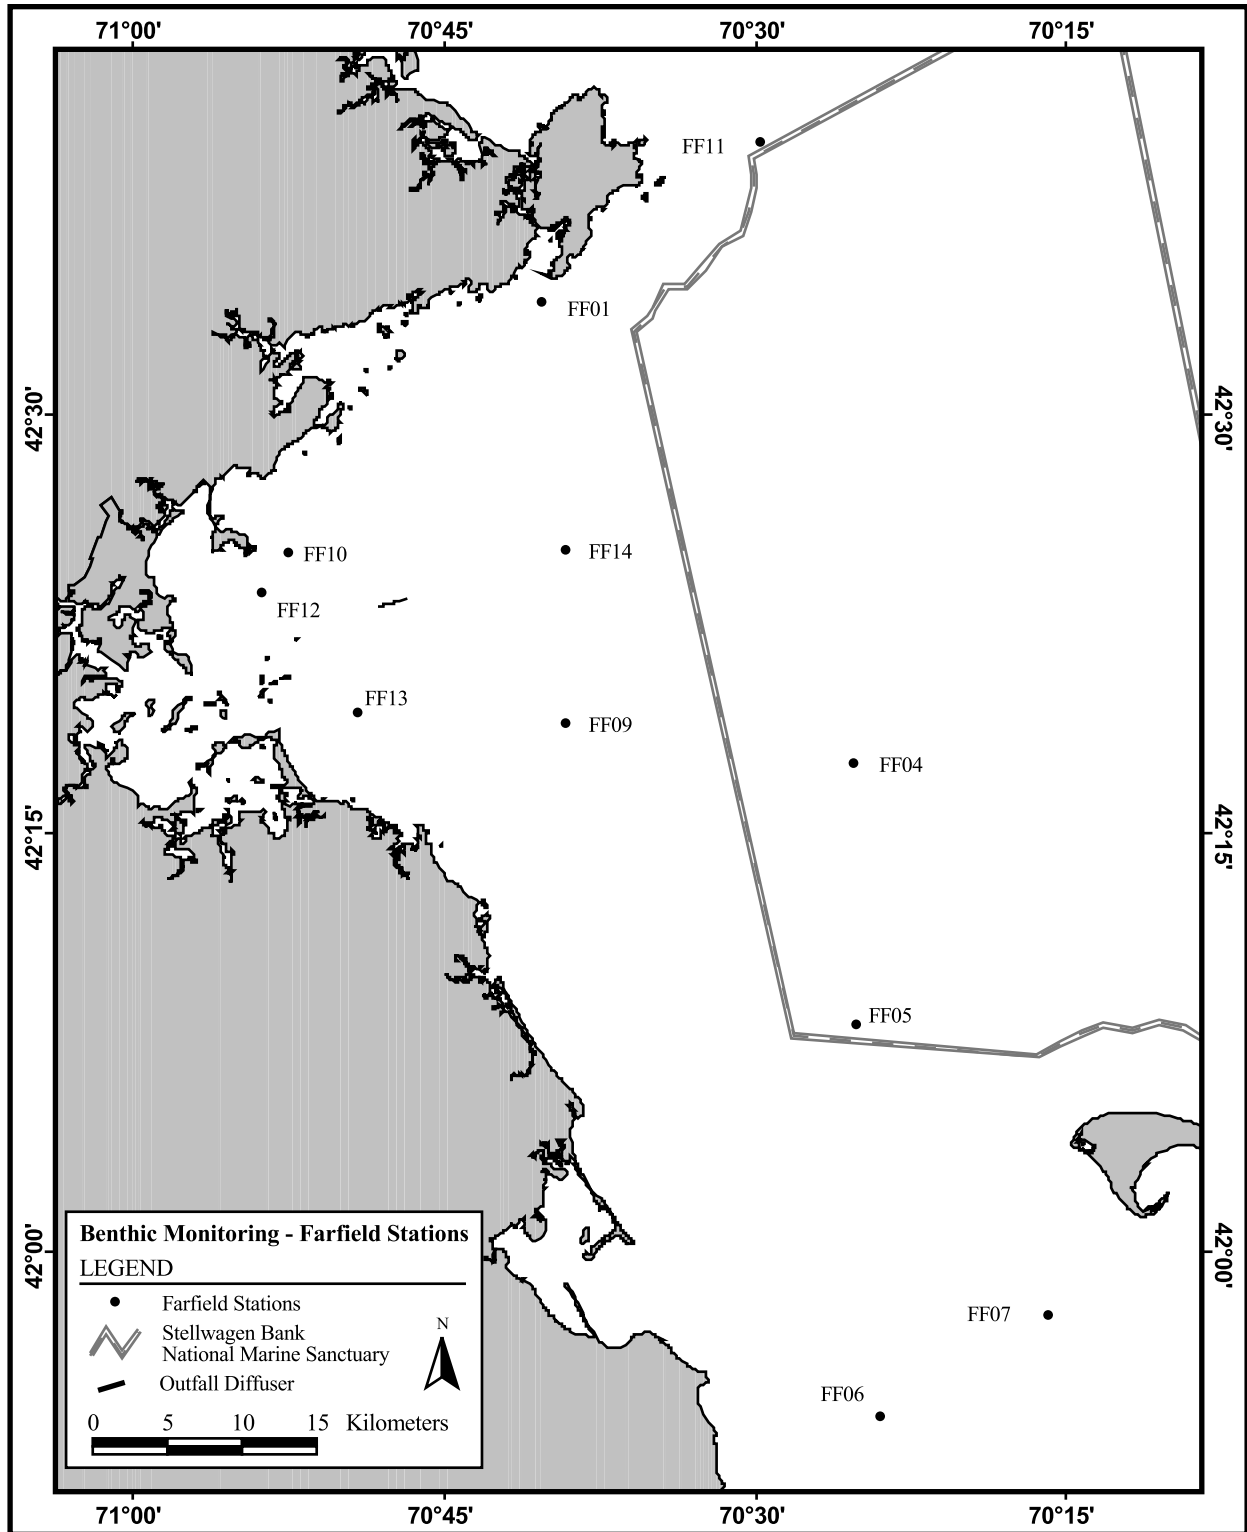 71°00' 70°45' 70°30' 70°15'
FF11
FF01
42°30' 42°30'
FF10 FF14
FF12
FF13
FF09
FF04
42°15' 42°15'
FF05
Benthic Monitoring - Farfield Stations
LEGEND
Farfield Stations
Stellwagen Bank
National Marine Sanctuary
Outfall Diffuser
N
0 5 10 15 Kilometers
42°00' 42°00'
FF07
FF06
71°00' 70°45' 70°30' 70°15'